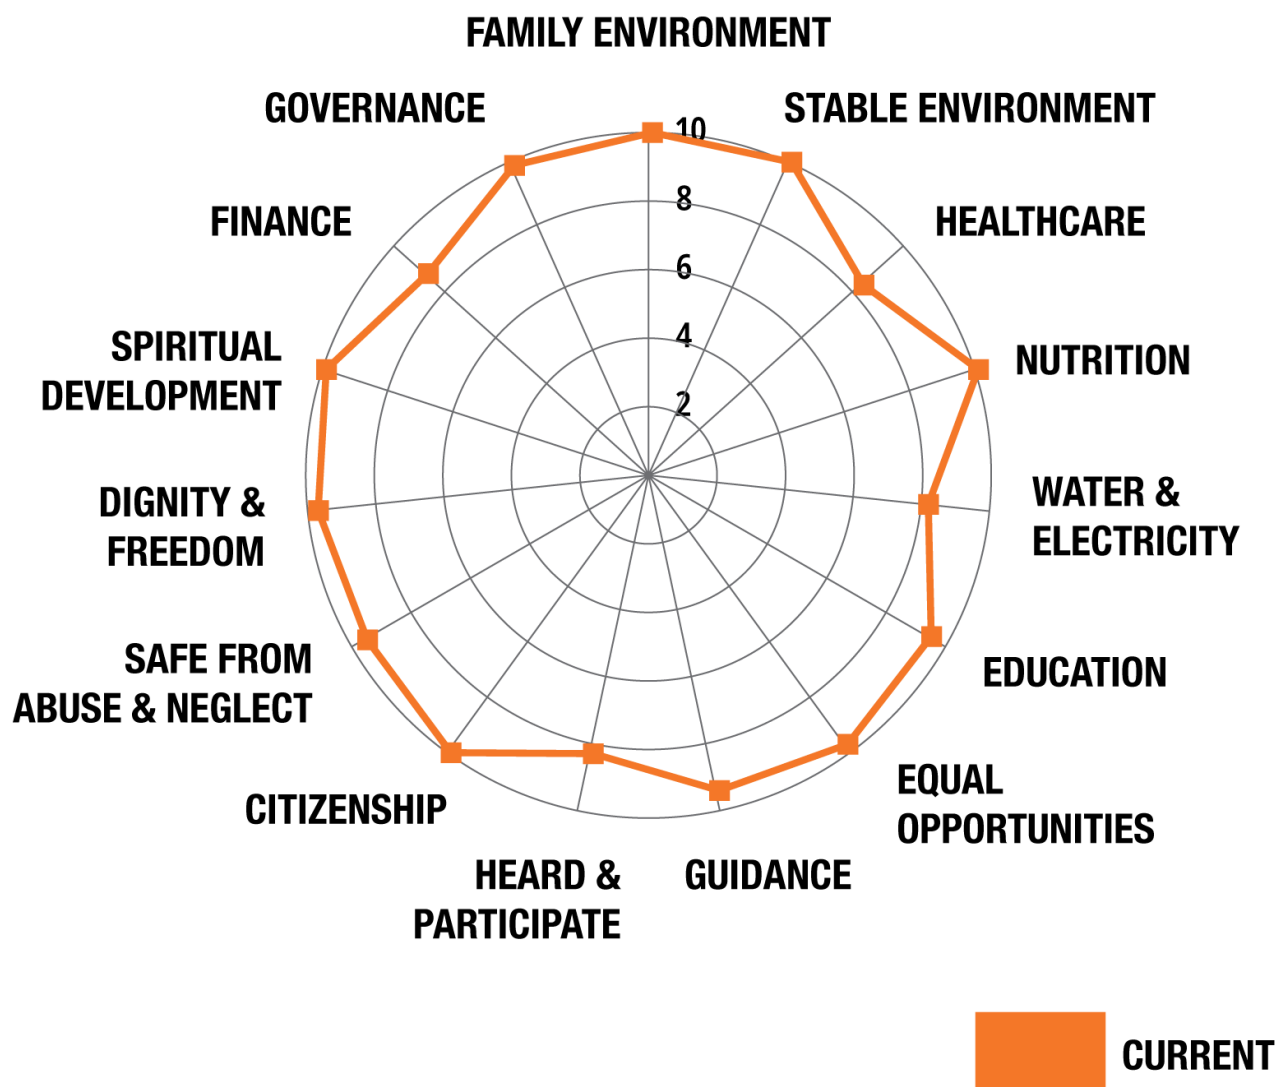 FAMILY ENVIRONMENT
GOVERNANCE
STABLE ENVIRONMENT
10
FINANCE
8
HEALTHCARE
6
SPIRITUAL
DEVELOPMENT
4
NUTRITION
2
DIGNITY &
FREEDOM
WATER &
ELECTRICITY
SAFE FROM
ABUSE & NEGLECT
EDUCATION
CITIZENSHIP
EQUAL
OPPORTUNITIES
HEARD &
PARTICIPATE
GUIDANCE
CURRENT